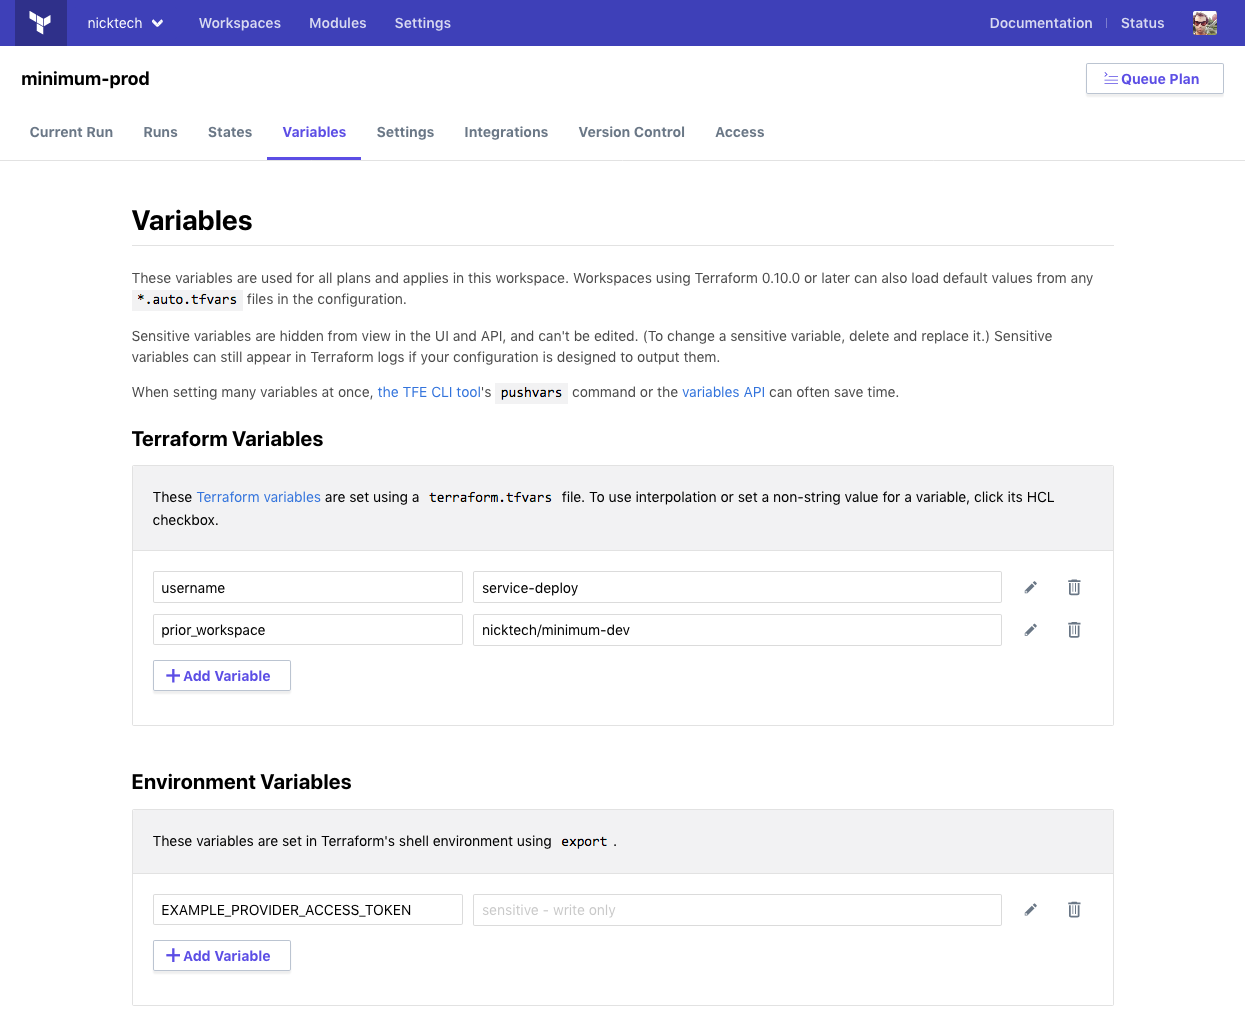 nicktech Workspaces Modules Settings Documentation Status
minimum-prod
Queue Plan
Current Run Runs States Variables Settings Integrations Version Control Access
Variables
These variables are used for all plans and applies in this workspace. Workspaces using Terraform 0.10.0 or later can also load default values from any
*.auto.tfvars files in the configuration.
Sensitive variables are hidden from view in the UI and API, and can't be edited. (To change a sensitive variable, delete and replace it.) Sensitive
variables can still appear in Terraform logs if your configuration is designed to output them.
When setting many variables at once, the TFE CLI tool's pushvars command or the variables API can often save time.
Terraform Variables
These Terraform variables are set using a terraform.tfvars file. To use interpolation or set a non-string value for a variable, click its HCL
checkbox.
username service-deploy
prior_workspace nicktech/minimum-dev
Add Variable
Environment Variables
These variables are set in Terraform's shell environment using export .
EXAMPLE_PROVIDER_ACCESS_TOKEN sensitive - write only
Add Variable